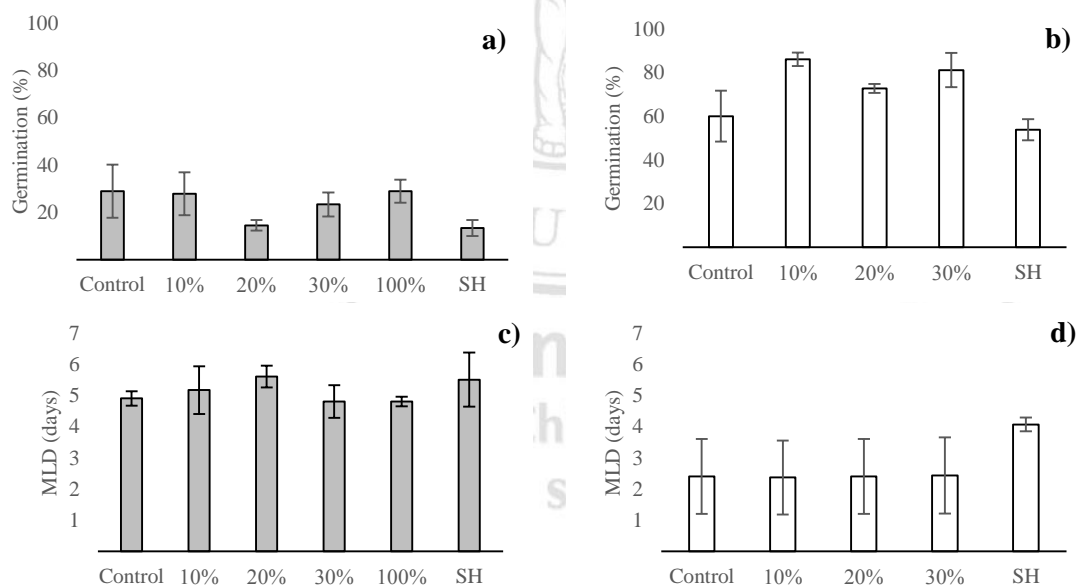 a)
Germination (%)
100
80
60
40
20
Control 10% 20% 30% 100% SH
b)
Germination (%)
100
80
60
40
20
Control 10% 20% 30% SH
c)
MLD (days)
7
6
5
4
3
2
1
Control 10% 20% 30% 100% SH
d)
MLD (days)
7
6
5
4
3
2
1
Control 10% 20% 30% SH